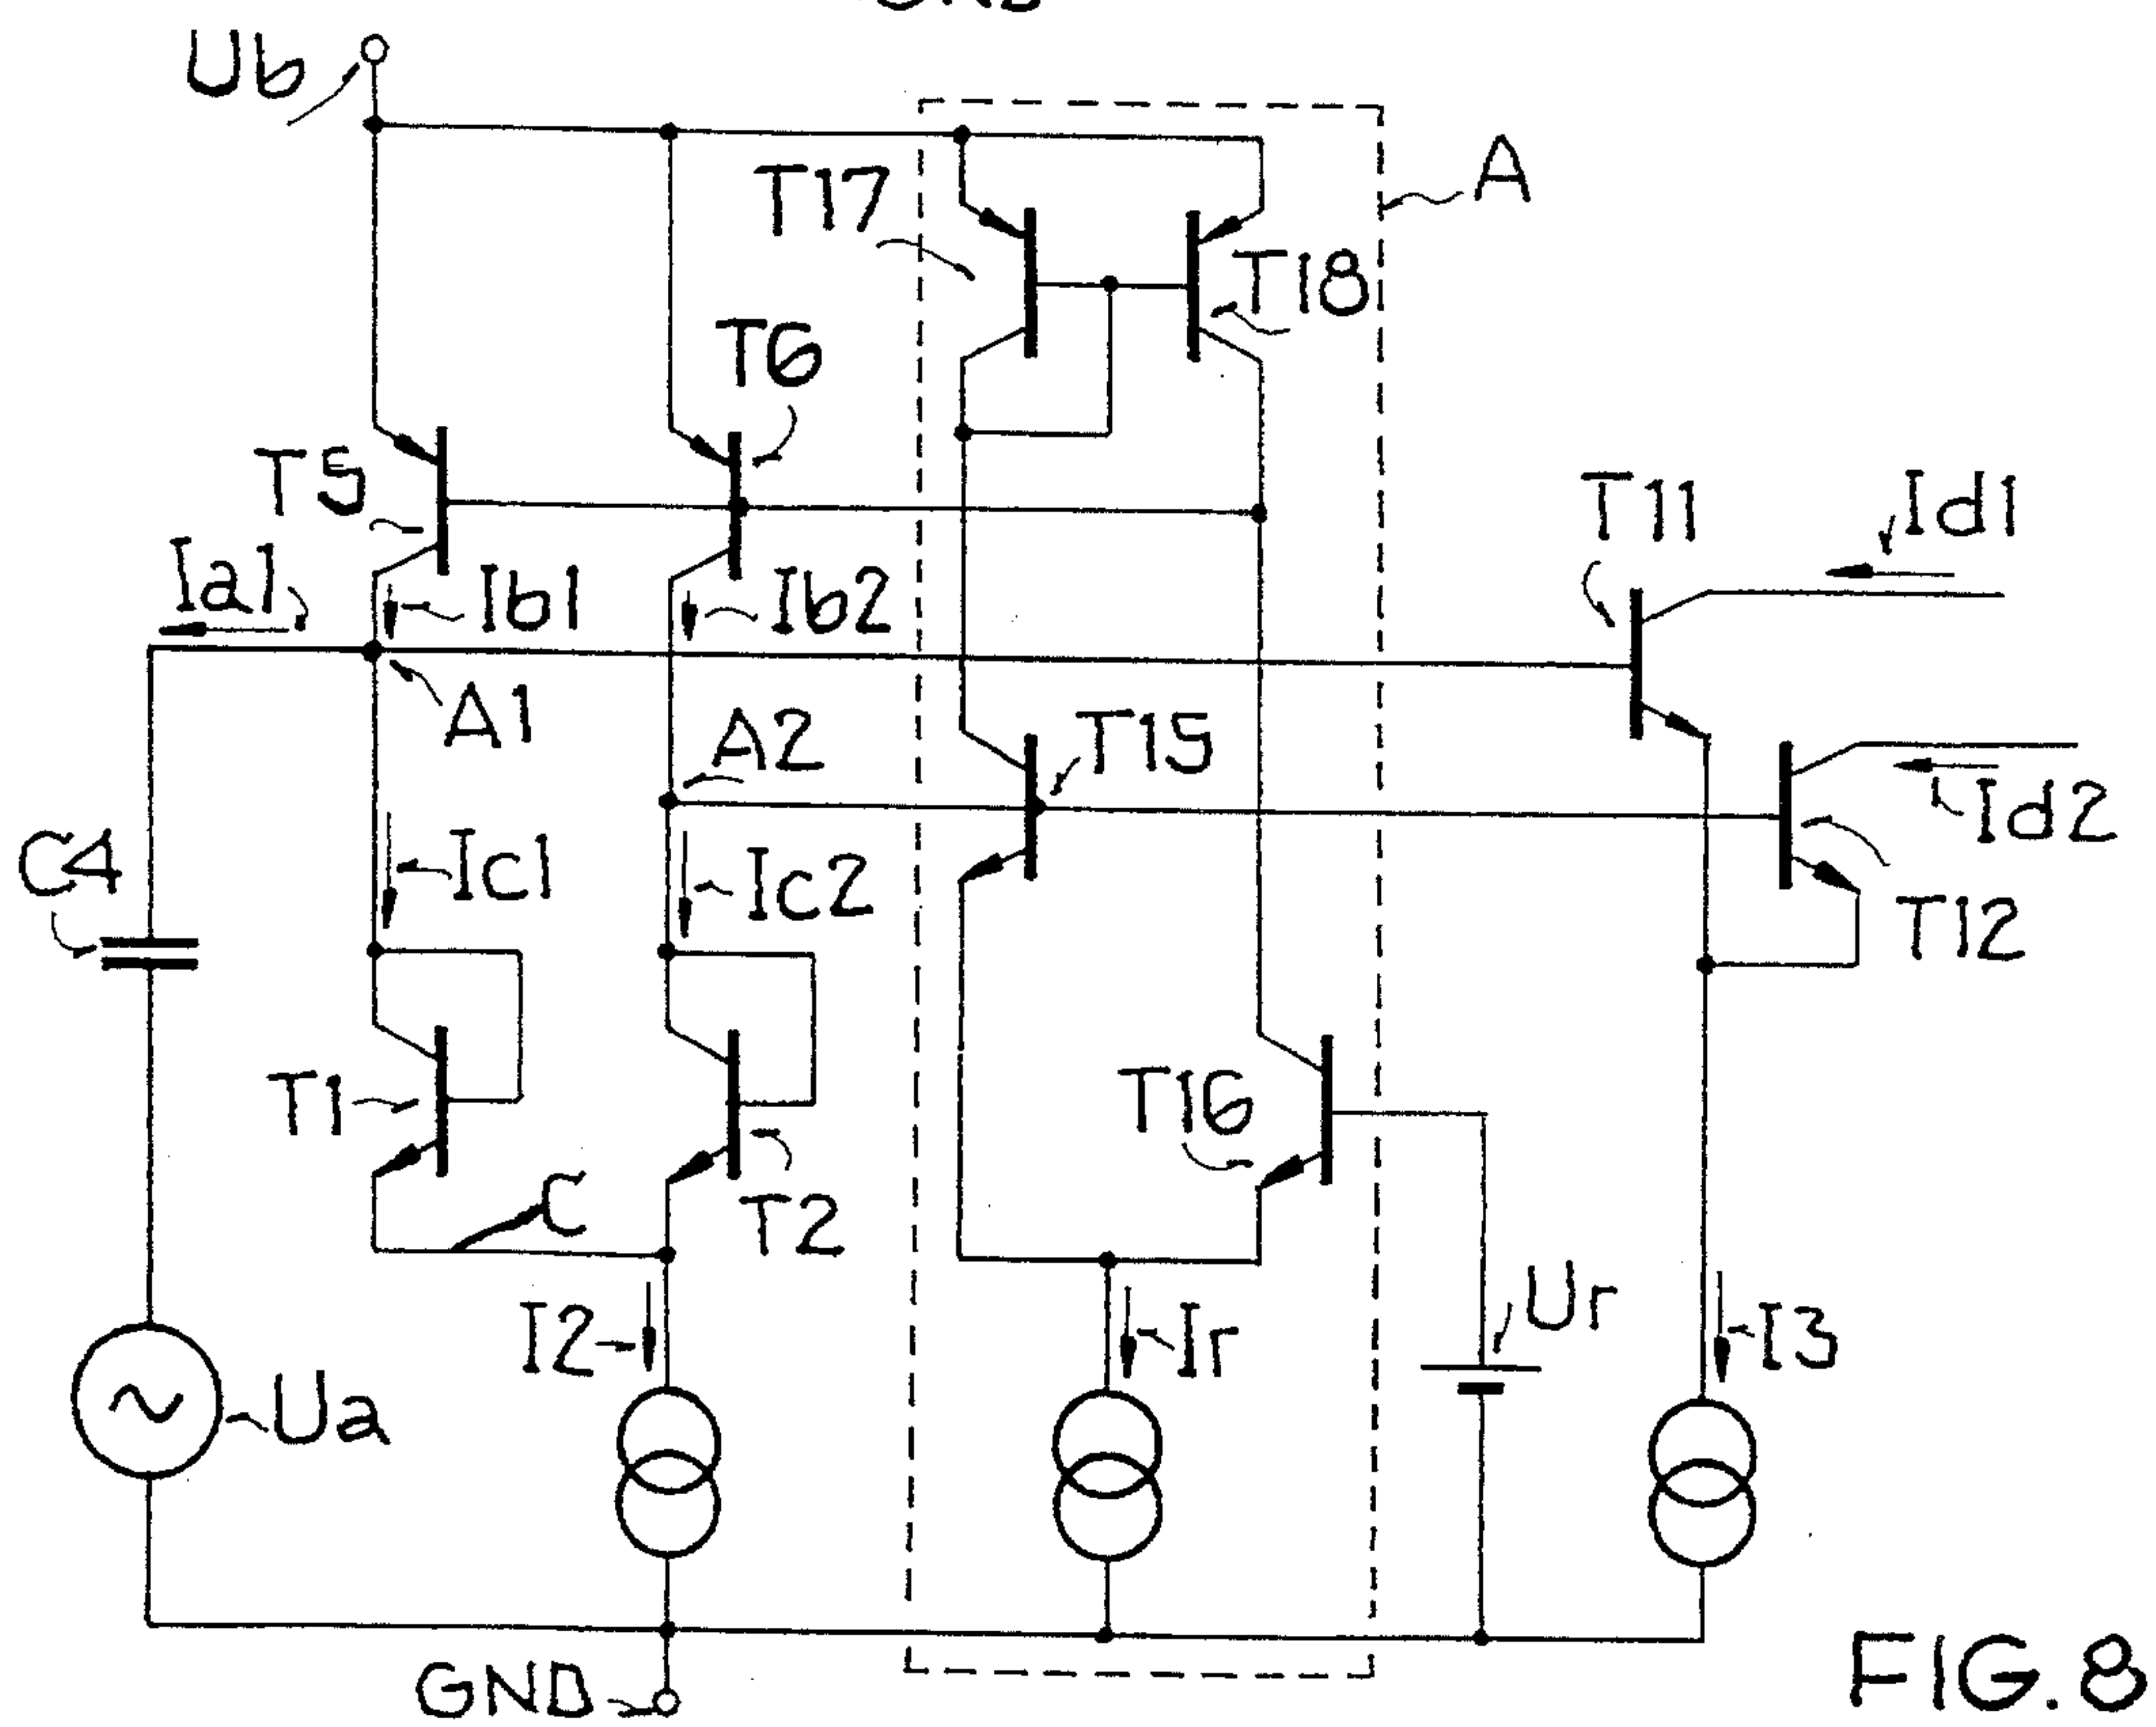 Ub
A
T17
T18
T6
T5
T11
Id1
Ia1
Ib1
Ib2
A1
A2
T15
Id2
C4
Ic1
Ic2
T12
T1
T16
C
T2
I2
Ir
Ur
I3
Ua
GND
FIG.8